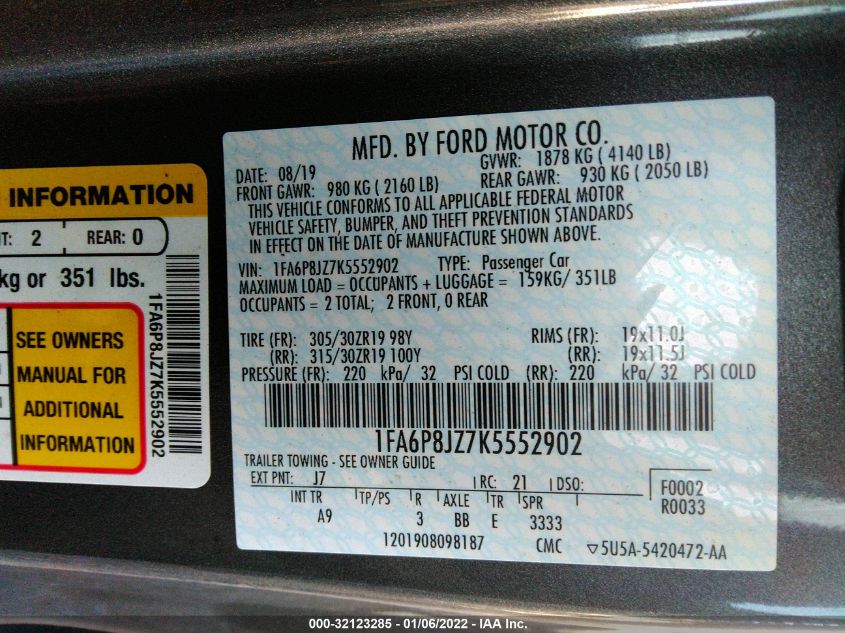 INFORMATION
T: 2 REAR: 0
kg or 351 lbs.
SEE OWNERS
MANUAL FOR
ADDITIONAL
INFORMATION
1FA6P8JZ7K5552902
MFD. BY FORD MOTOR CO.
DATE: 08/19 GVWR: 1878 KG ( 4140 LB)
FRONT GAWR: 980 KG ( 2160 LB) REAR GAWR: 930 KG ( 2050 LB)
THIS VEHICLE CONFORMS TO ALL APPLICABLE FEDERAL MOTOR
VEHICLE SAFETY, BUMPER, AND THEFT PREVENTION STANDARDS
IN EFFECT ON THE DATE OF MANUFACTURE SHOWN ABOVE.
VIN: 1FA6P8JZ7K5552902 TYPE: Passenger Car
MAXIMUM LOAD = OCCUPANTS + LUGGAGE = 159KG/ 351LB
OCCUPANTS = 2 TOTAL; 2 FRONT, 0 REAR
TIRE (FR): 305/30ZR19 98Y RIMS (FR): 19x11.0J
(RR): 315/30ZR19 100Y (RR): 19x11.5J
PRESSURE (FR): 220 kPa/ 32 PSI COLD (RR): 220 kPa/ 32 PSI COLD
1FA6P8JZ7K5552902
TRAILER TOWING - SEE OWNER GUIDE
EXT PNT: J7 RC: 21 DSO: F0002
INT TR TP/PS R AXLE TR SPR R0033
A9 3 BB E 3333
1201908098187 CMC ▽5U5A-5420472-AA
000-32123285 - 01/06/2022 - IAA Inc.